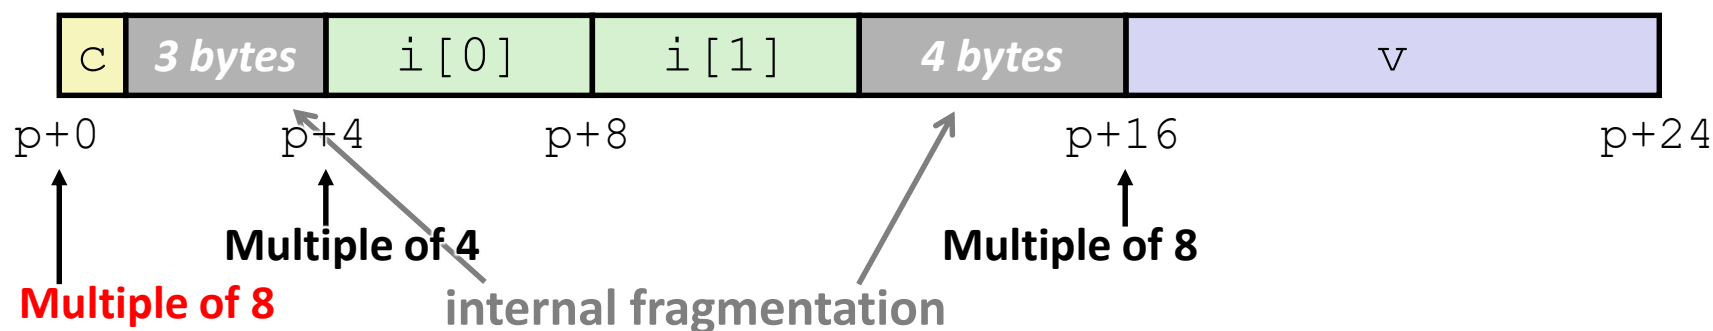 c 3 bytes i[0] i[1] 4 bytes v
p+0 p+4 p+8 p+16 p+24
Multiple of 4 Multiple of 8
Multiple of 8 internal fragmentation